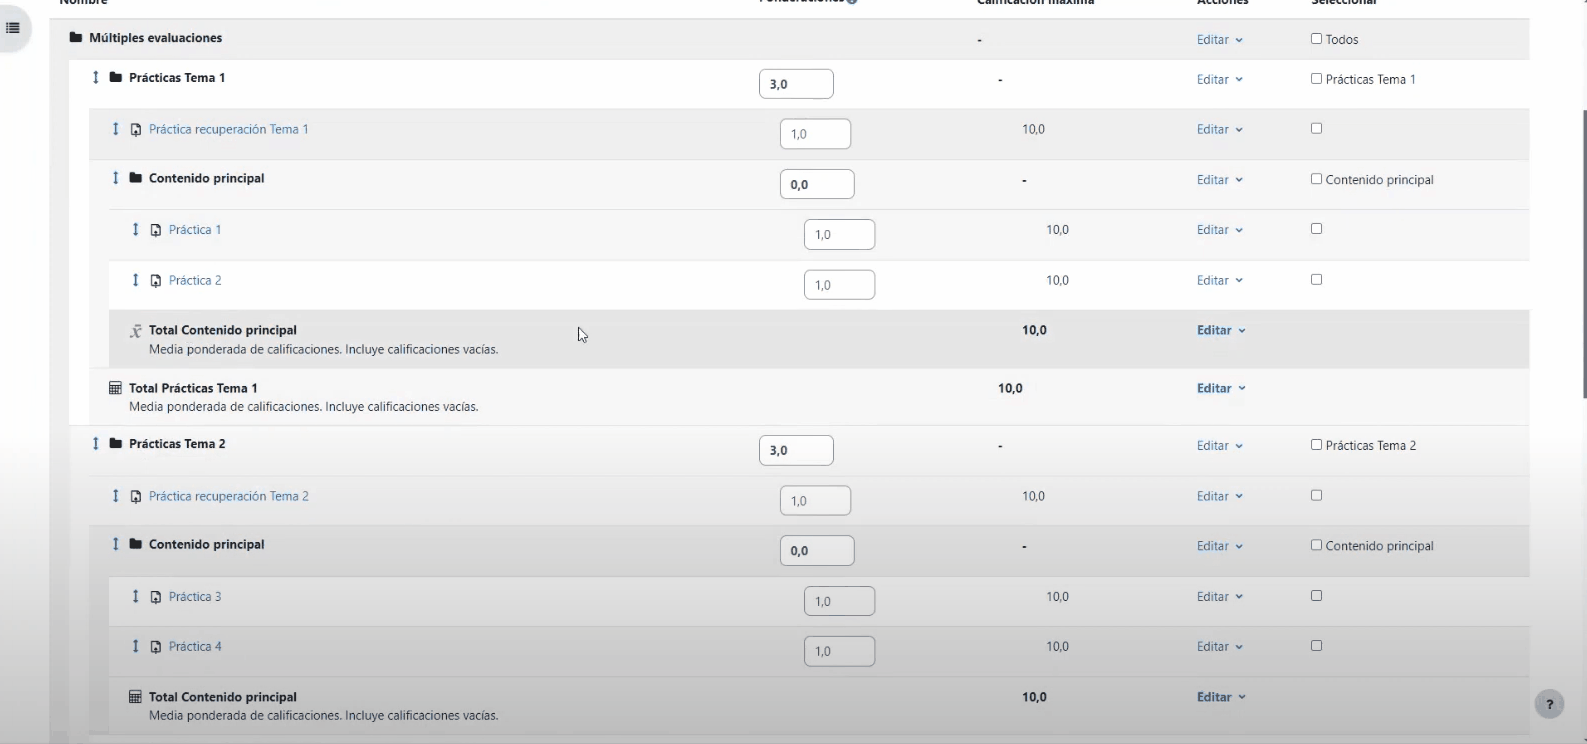 Nombre
Ponderaciones
Calificación máxima
Acciones
Seleccionar
Múltiples evaluaciones - Editar Todos
Prácticas Tema 1 3,0 - Editar Prácticas Tema 1
Práctica recuperación Tema 1 1,0 10,0 Editar
Contenido principal 0,0 - Editar Contenido principal
Práctica 1 1,0 10,0 Editar
Práctica 2 1,0 10,0 Editar
x̄ Total Contenido principal 10,0 Editar
Media ponderada de calificaciones. Incluye calificaciones vacías.
Total Prácticas Tema 1 10,0 Editar
Media ponderada de calificaciones. Incluye calificaciones vacías.
Prácticas Tema 2 3,0 - Editar Prácticas Tema 2
Práctica recuperación Tema 2 1,0 10,0 Editar
Contenido principal 0,0 - Editar Contenido principal
Práctica 3 1,0 10,0 Editar
Práctica 4 1,0 10,0 Editar
Total Contenido principal 10,0 Editar
Media ponderada de calificaciones. Incluye calificaciones vacías.
?